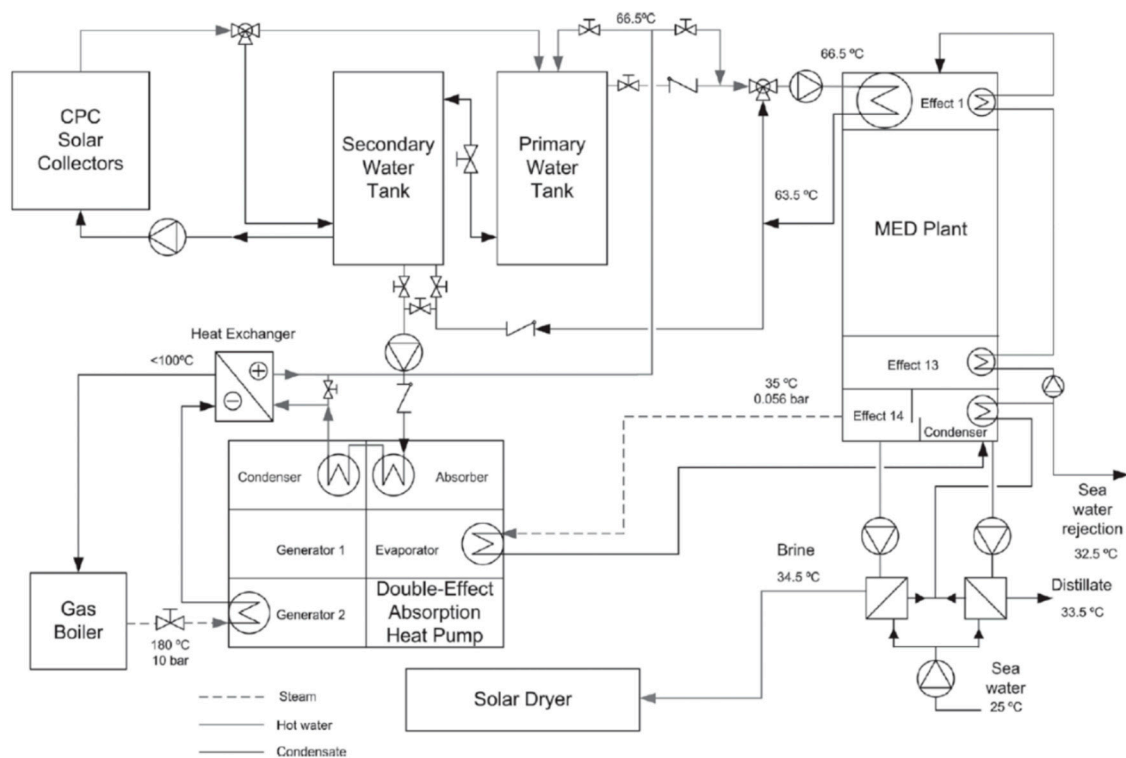 66.5 ºC
66.5 ºC
CPC
Solar
Collectors
Secondary
Water
Tank
Primary
Water
Tank
Effect 1
63.5 ºC
MED Plant
Heat Exchanger
<100ºC
+
−
35 ºC
0.056 bar
Effect 13
Effect 14
Condenser
Condenser
Absorber
Generator 1
Evaporator
Generator 2
Double-Effect
Absorption
Heat Pump
Gas
Boiler
180 ºC
10 bar
Sea
water
rejection
32.5 ºC
Brine
34.5 ºC
Distillate
33.5 ºC
Sea
water
25 ºC
Solar Dryer
Steam
Hot water
Condensate